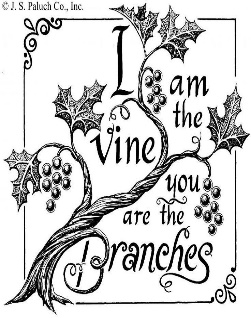 © J. S. Paluch Co., Inc.
I am
the
Vine
you
are the
Branches